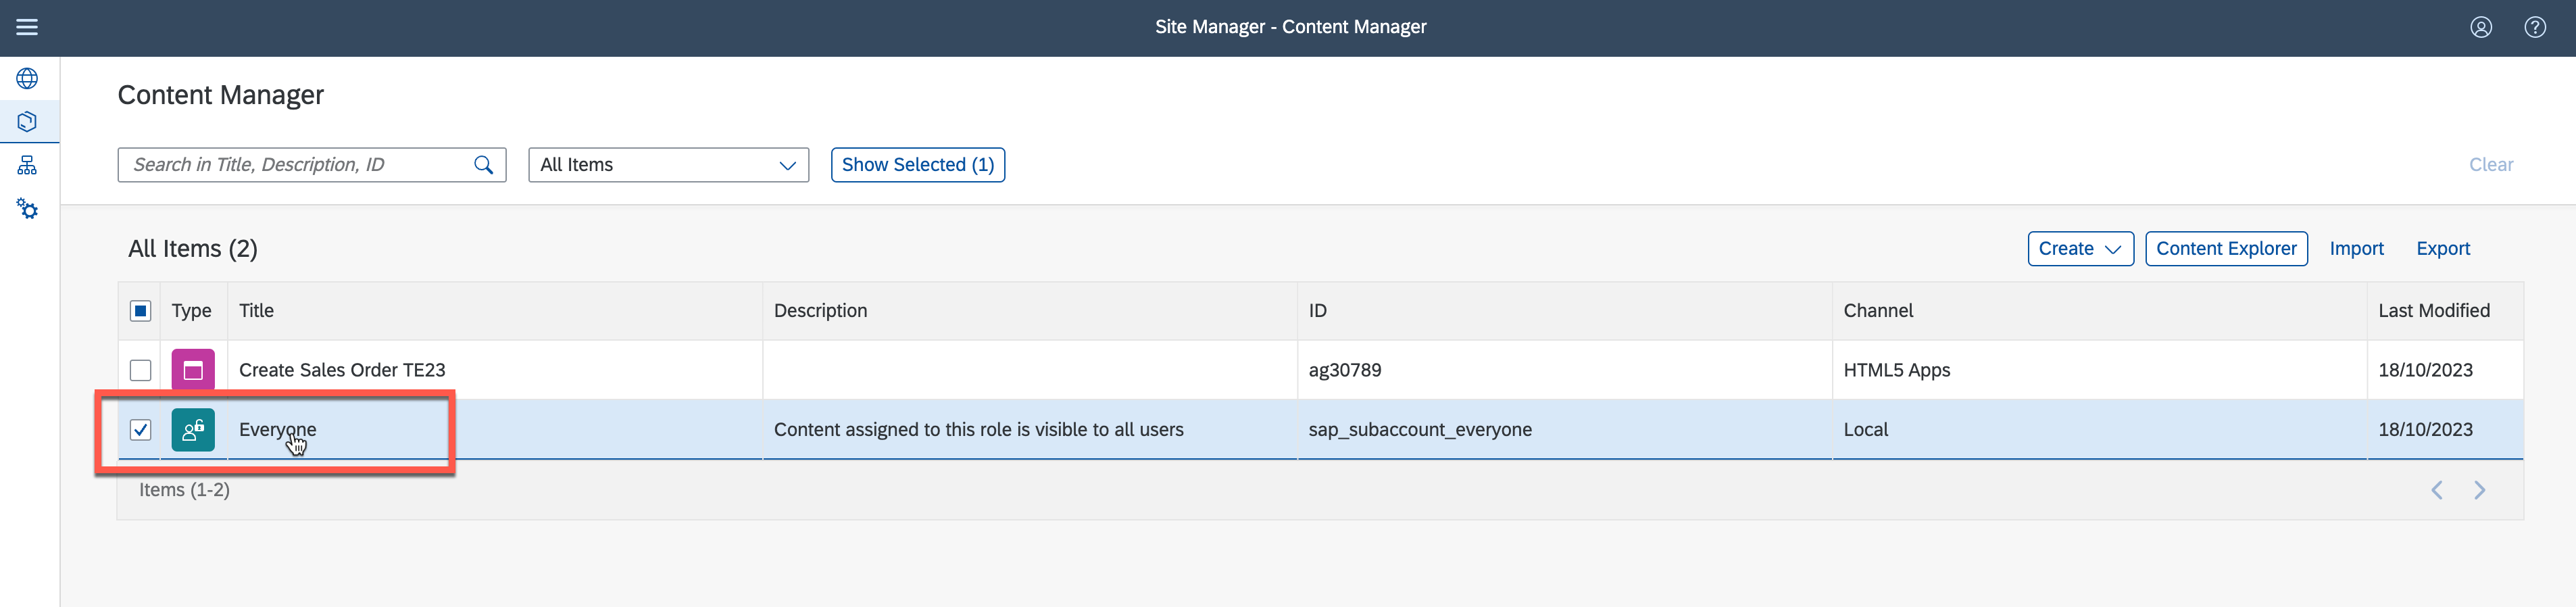 Site Manager - Content Manager
Content Manager
Search in Title, Description, ID
All Items
Show Selected (1)
Clear
All Items (2)
Create
Content Explorer
Import
Export
Type Title Description ID Channel Last Modified
Create Sales Order TE23 ag30789 HTML5 Apps 18/10/2023
Everyone Content assigned to this role is visible to all users sap_subaccount_everyone Local 18/10/2023
Items (1-2)